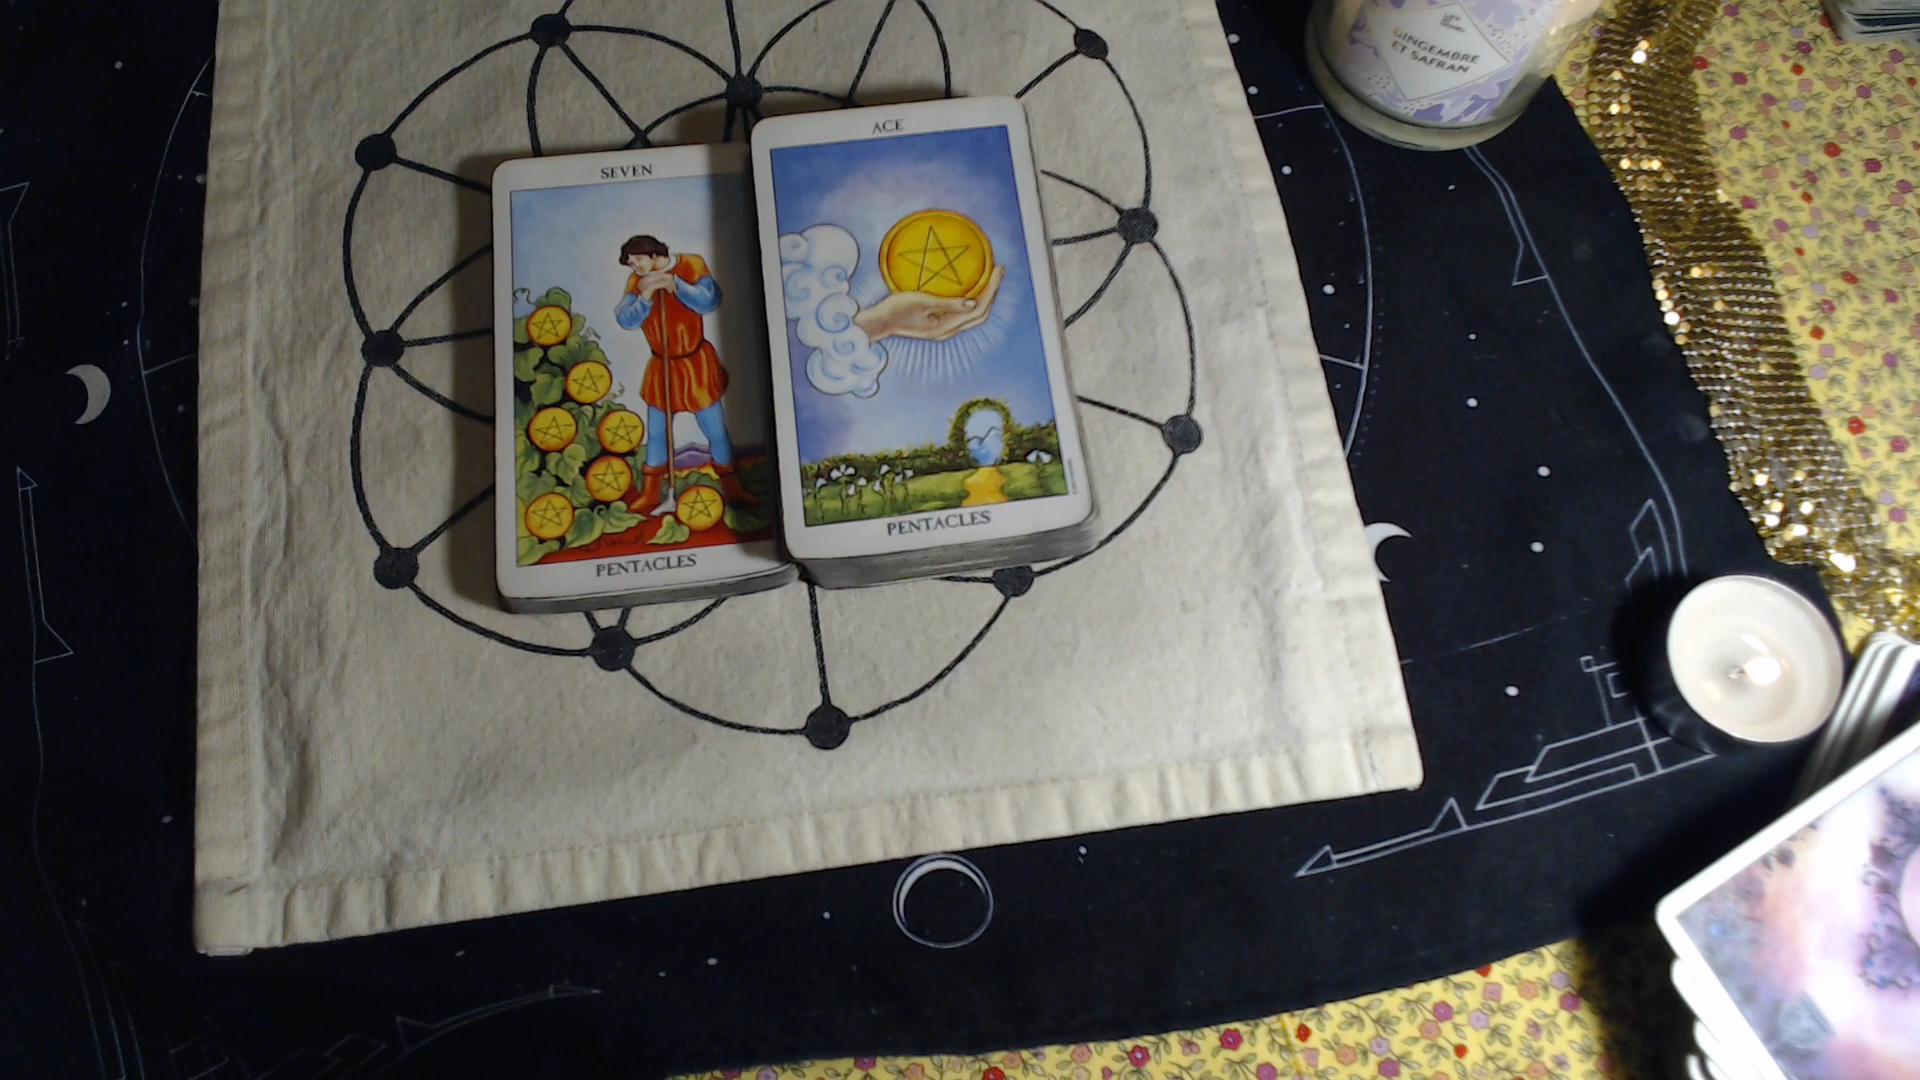 SEVEN
PENTACLES
ACE
PENTACLES
GINGEMBRE
ET SAFRAN